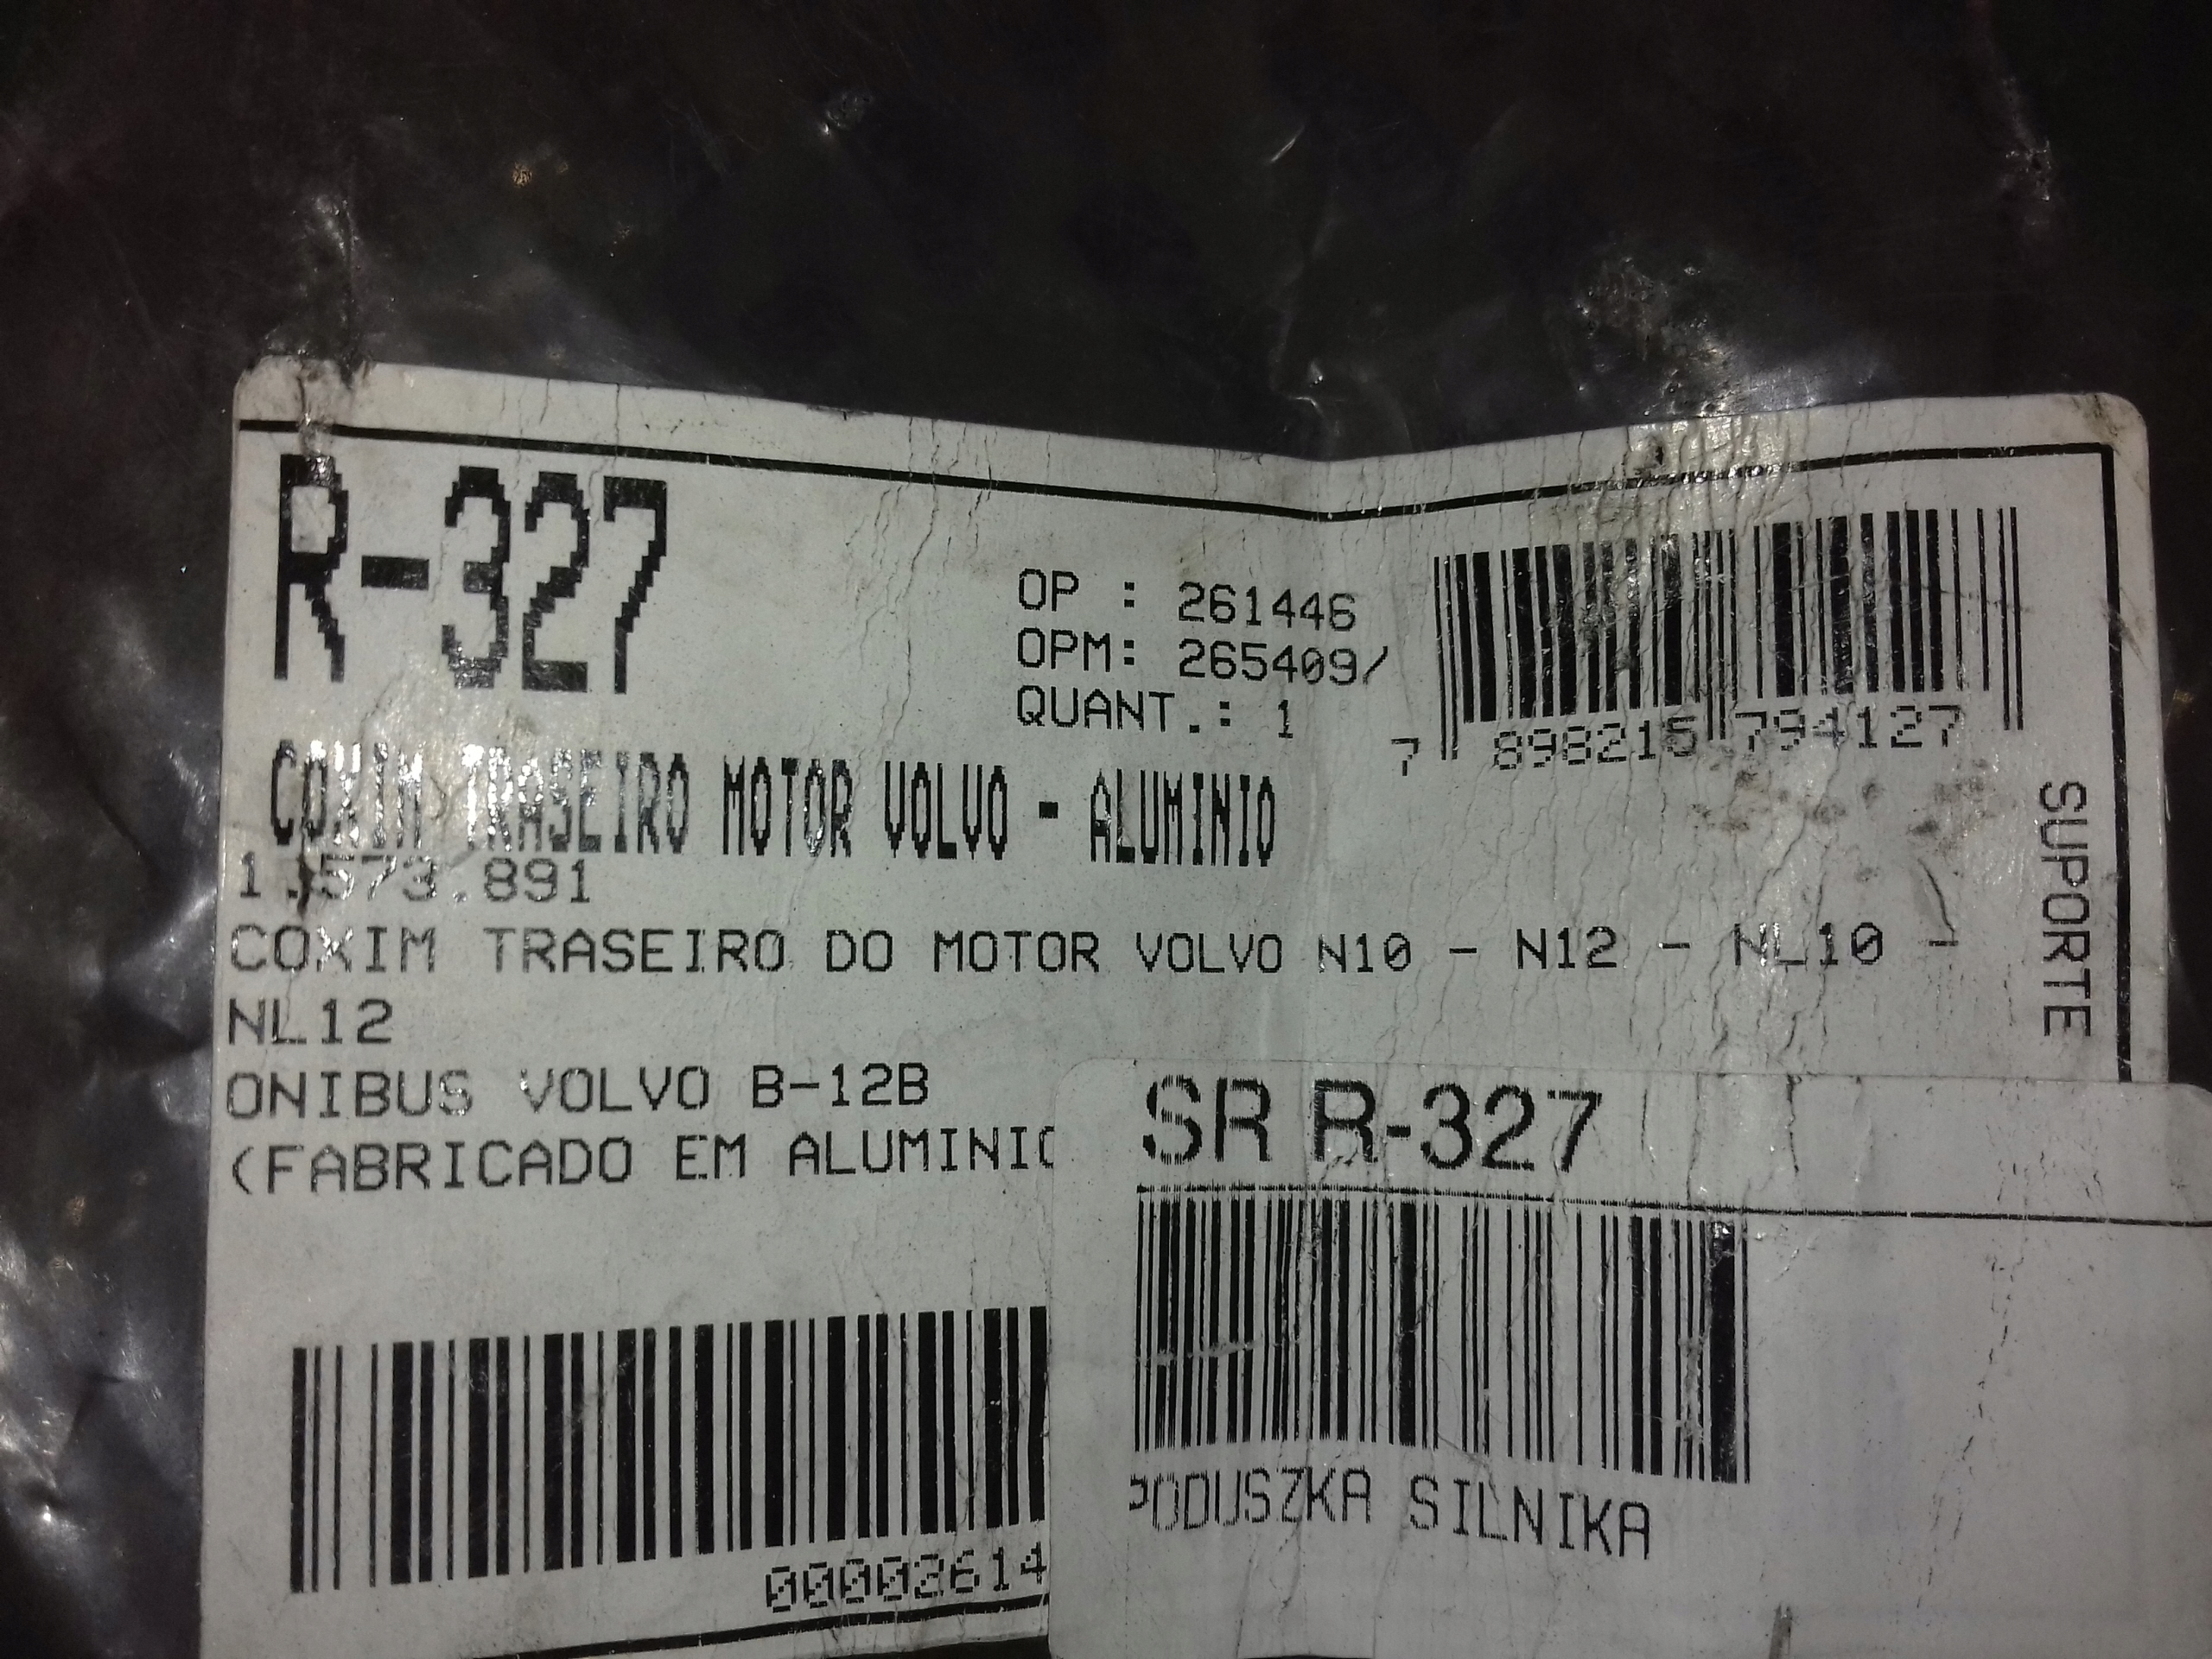 R-327
OP : 261446
OPM: 265409/
QUANT.: 1
7 898215 794127
COXIM TRASEIRO MOTOR VOLVO - ALUMINIO
1.573.891
COXIM TRASEIRO DO MOTOR VOLVO N10 - N12 - NL10 -
NL12
ONIBUS VOLVO B-12B
(FABRICADO EM ALUMINIO
SUPORTE
00002614
SR R-327
PODUSZKA SILNIKA